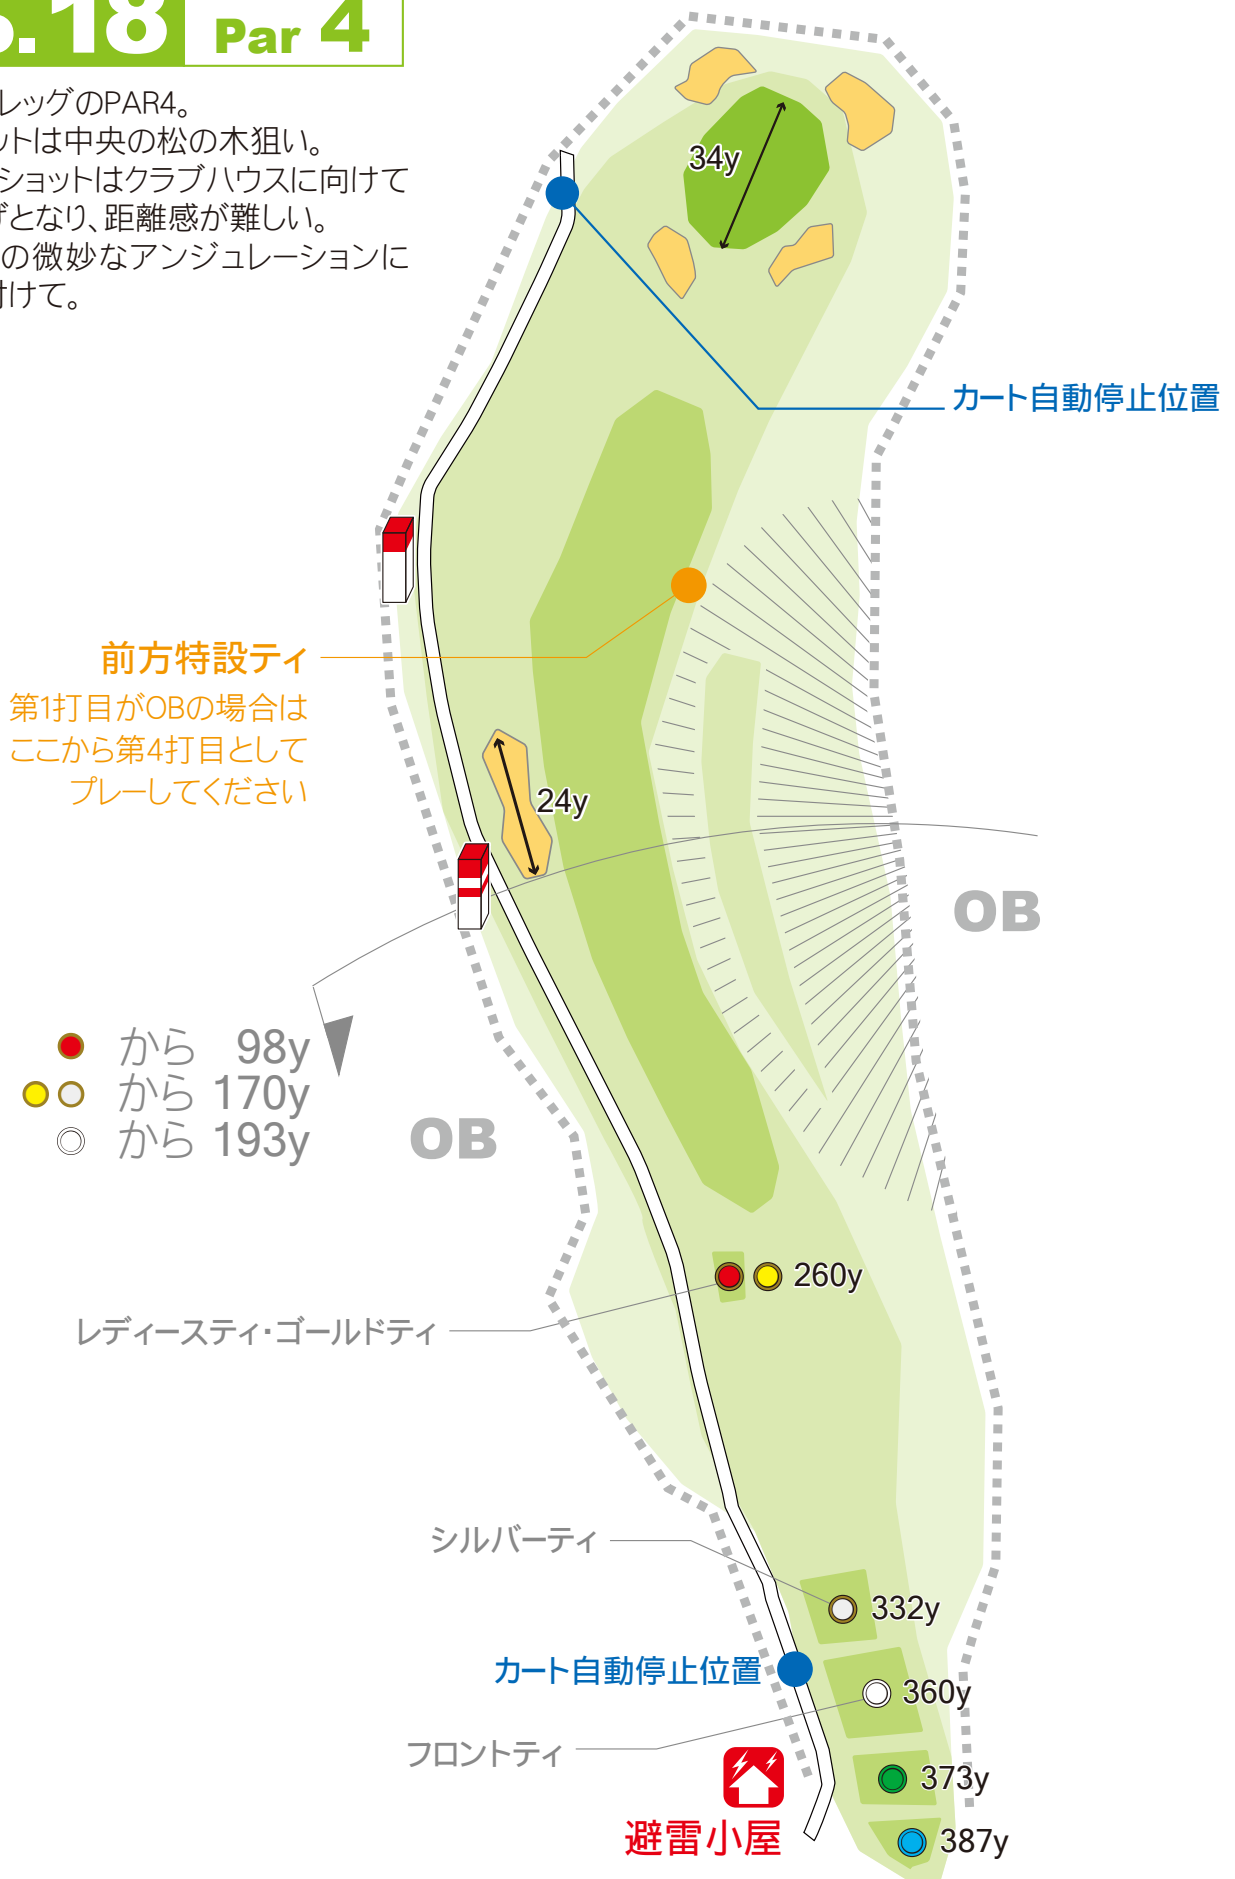 .18 Par 4
レッグのPAR4。
ットは中央の松の木狙い。
ショットはクラブハウスに向けて
となり、距離感が難しい。
の微妙なアンジュレーションに
けて。
34y
カート自動停止位置
前方特設ティ
第1打目がOBの場合は
ここから第4打目として
プレーしてください
24y
OB
から 98y
から 170y
から 193y
OB
260y
レディースティ・ゴールドティ
シルバーティ
332y
カート自動停止位置
360y
フロントティ
373y
避雷小屋
387y